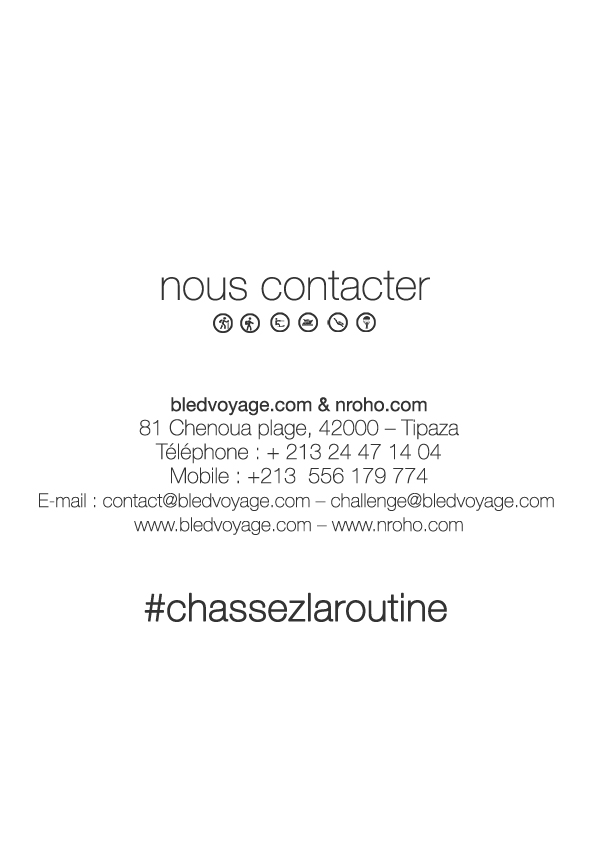 nous contacter
bledvoyage.com & nroho.com
81 Chenoua plage, 42000 – Tipaza
Téléphone : + 213 24 47 14 04
Mobile : +213  556 179 774
E-mail : contact@bledvoyage.com – challenge@bledvoyage.com
www.bledvoyage.com – www.nroho.com
#chassezlaroutine